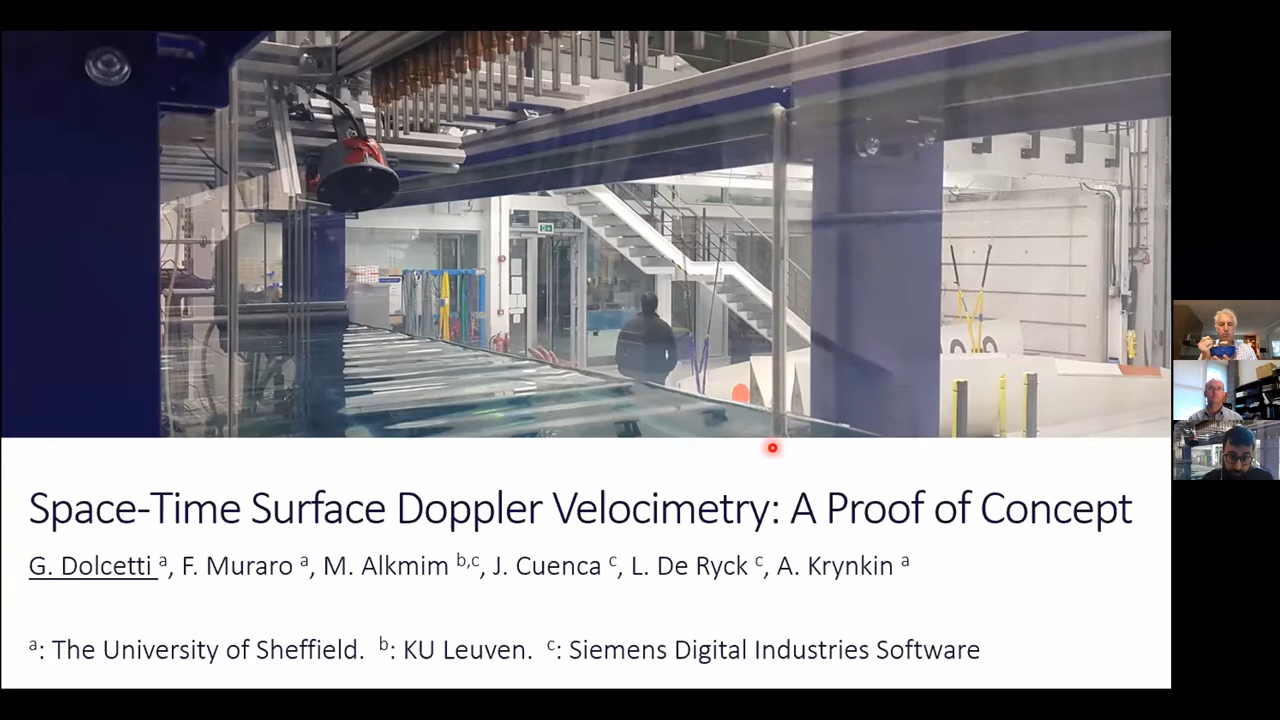 Space-Time Surface Doppler Velocimetry: A Proof of Concept
G. Dolcetti ᵃ, F. Muraro ᵃ, M. Alkmim ᵇ,ᶜ, J. Cuenca ᶜ, L. De Ryck ᶜ, A. Krynkin ᵃ
ᵃ: The University of Sheffield. ᵇ: KU Leuven. ᶜ: Siemens Digital Industries Software